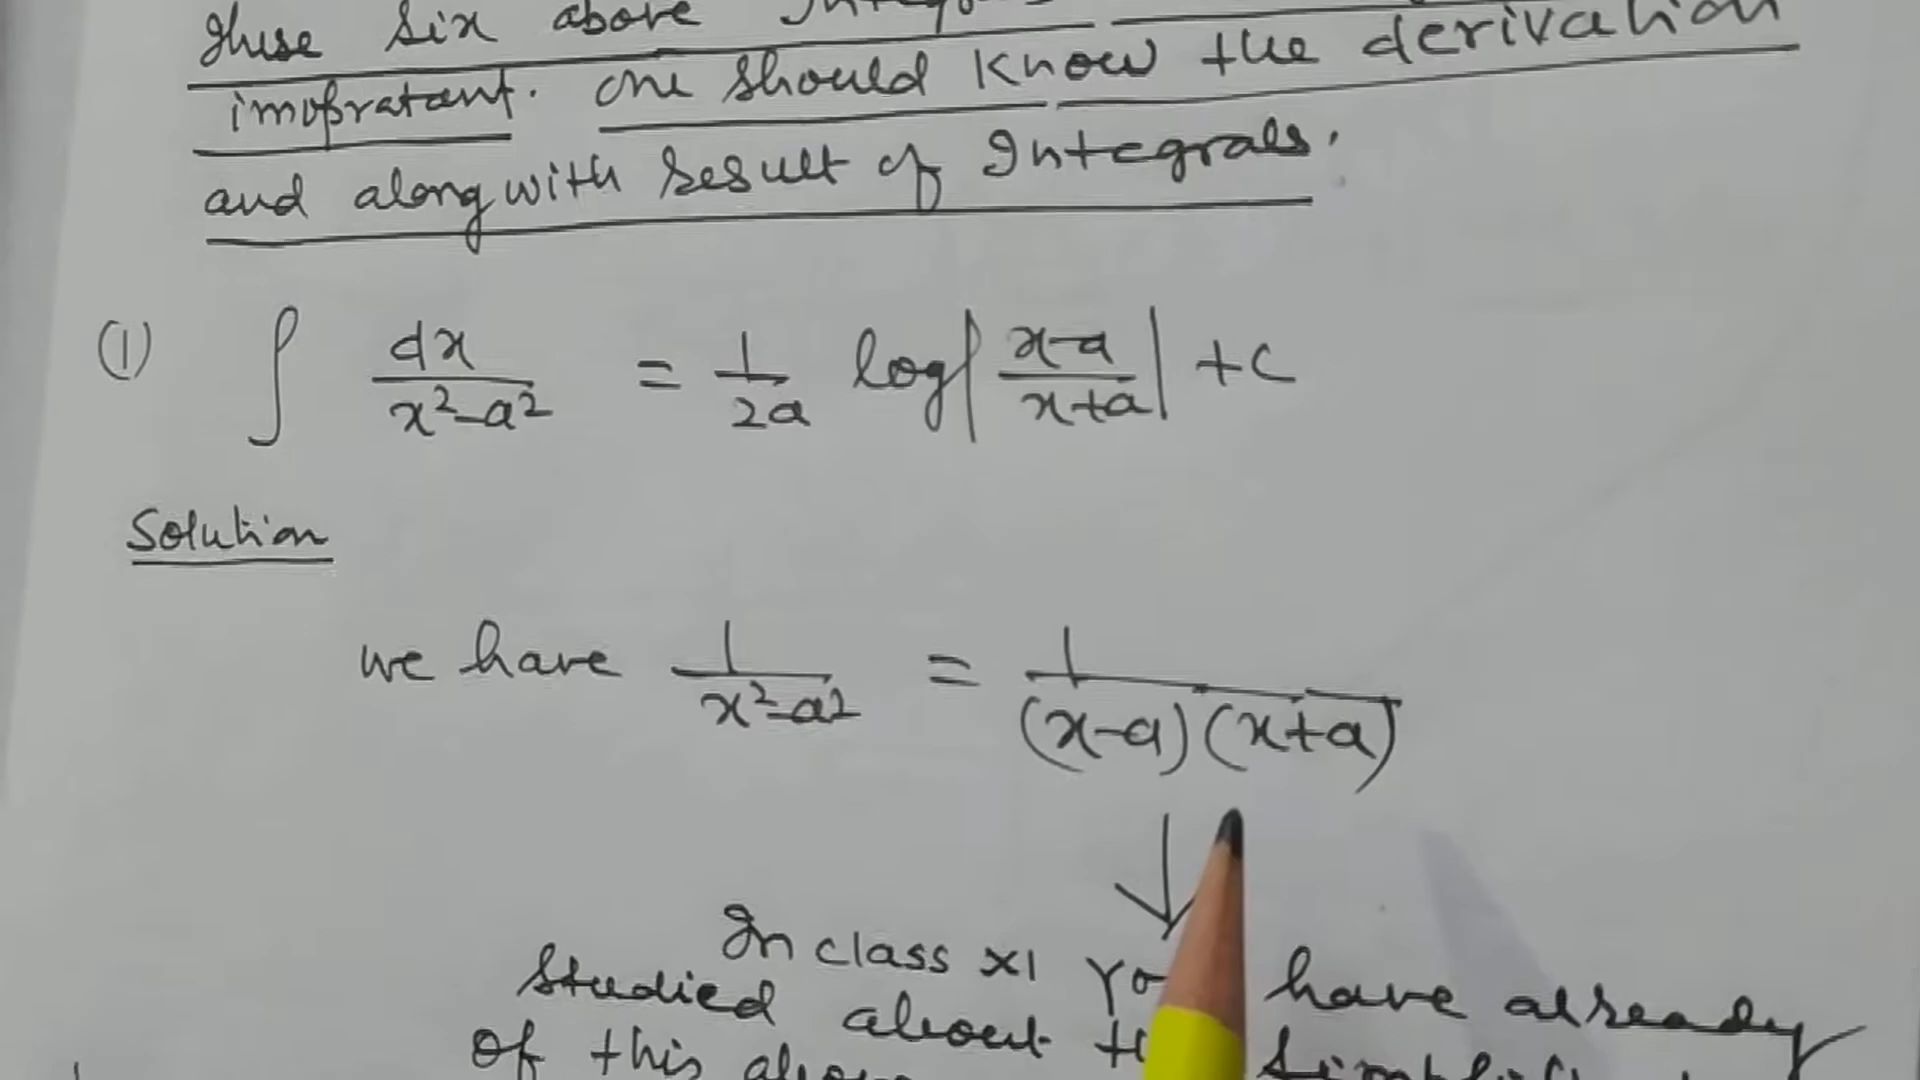 these six above
imopratant. one should know the derivation
and along with result of Integrals.
(1) ∫ dx/(x²-a²) = 1/2a log|(x-a)/(x+a)| + c
Solution
we have 1/(x²-a²) = 1/((x-a)(x+a))
↓
In class XI have already
studied about
of this